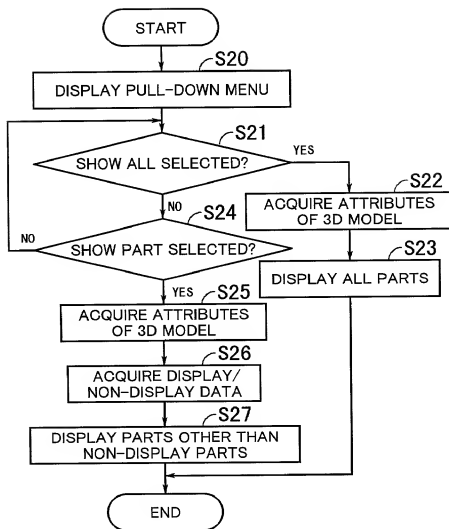 START
S20
DISPLAY PULL-DOWN MENU
S21
SHOW ALL SELECTED?
YES
S22
ACQUIRE ATTRIBUTES
OF 3D MODEL
NO
S24
S23
NO
SHOW PART SELECTED?
DISPLAY ALL PARTS
YES
S25
ACQUIRE ATTRIBUTES
OF 3D MODEL
S26
ACQUIRE DISPLAY/
NON-DISPLAY DATA
S27
DISPLAY PARTS OTHER THAN
NON-DISPLAY PARTS
END